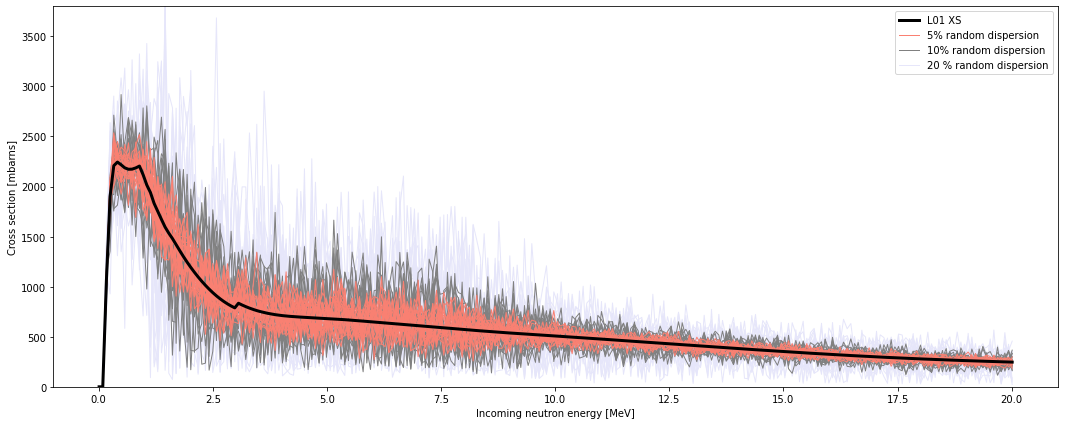 L01 XS
5% random dispersion
10% random dispersion
20 % random dispersion
Cross section [mbarns]
3500
3000
2500
2000
1500
1000
500
0
0.0 2.5 5.0 7.5 10.0 12.5 15.0 17.5 20.0
Incoming neutron energy [MeV]